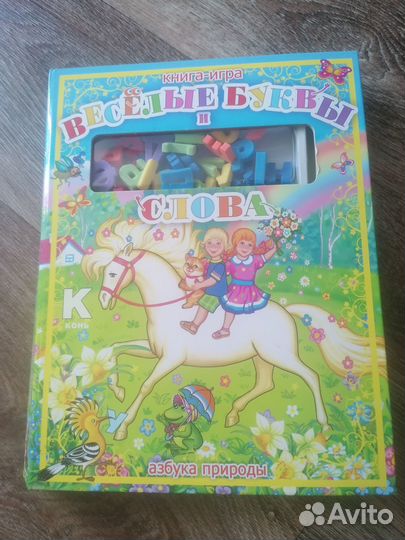 книга-игра
ВЕСЁЛЫЕ БУКВЫ
И
СЛОВА
К
КОНЬ
У
азбука природы
Avito